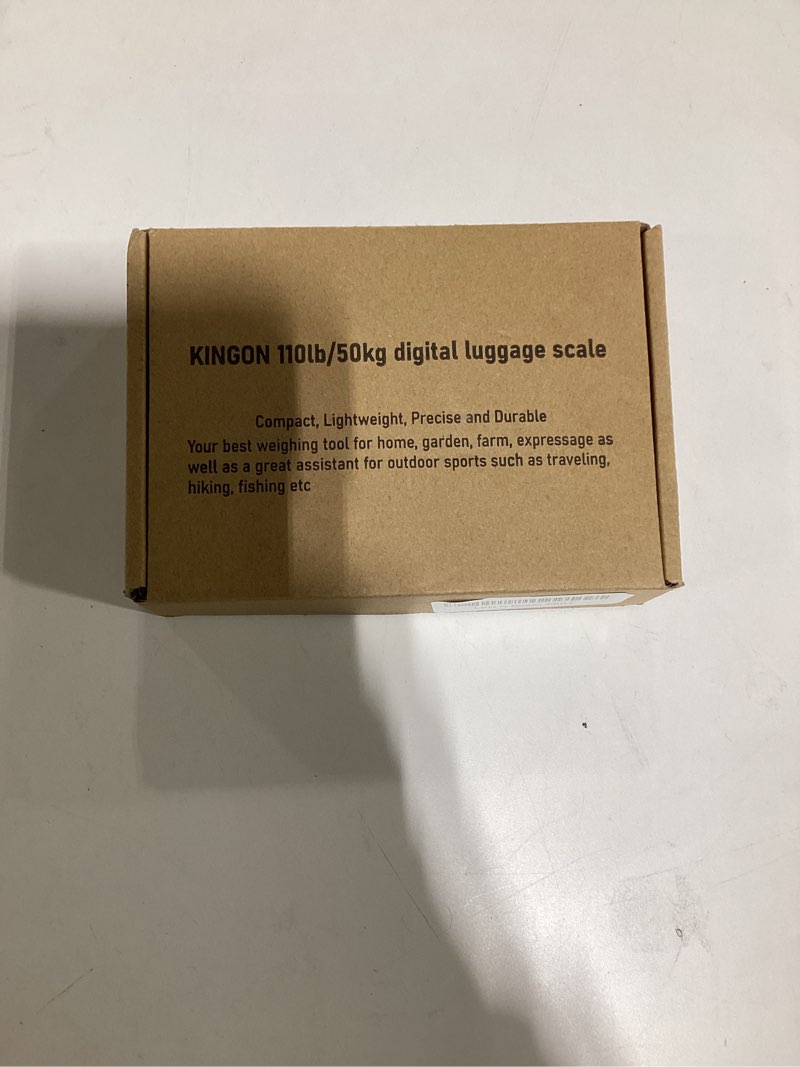 KINGON 110lb/50kg digital luggage scale
Compact, Lightweight, Precise and Durable
Your best weighing tool for home, garden, farm, expressage as
well as a great assistant for outdoor sports such as traveling,
hiking, fishing etc